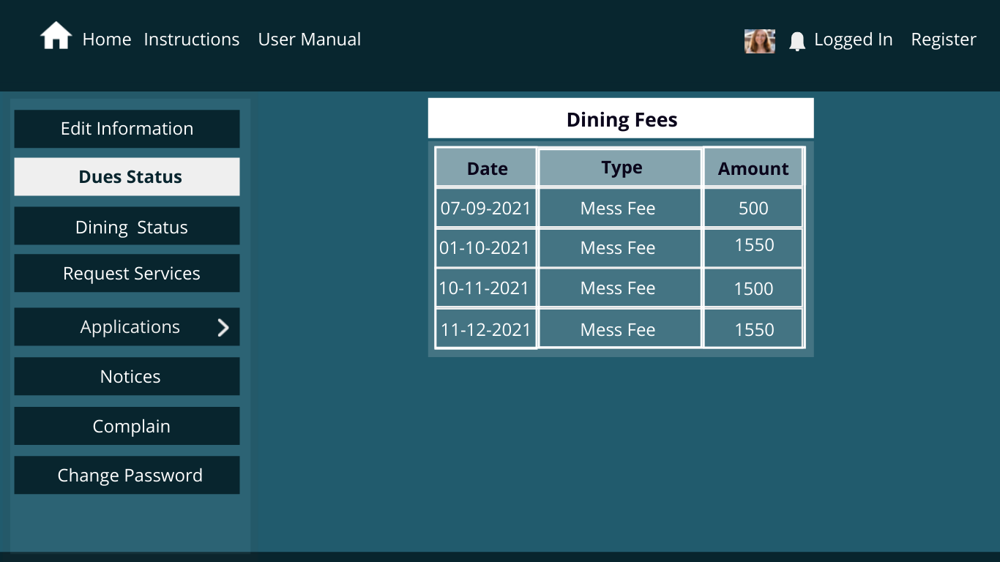 Home Instructions User Manual Logged In Register
Edit Information
Dues Status
Dining Status
Request Services
Applications
Notices
Complain
Change Password
Dining Fees
Date Type Amount
07-09-2021 Mess Fee 500
01-10-2021 Mess Fee 1550
10-11-2021 Mess Fee 1500
11-12-2021 Mess Fee 1550